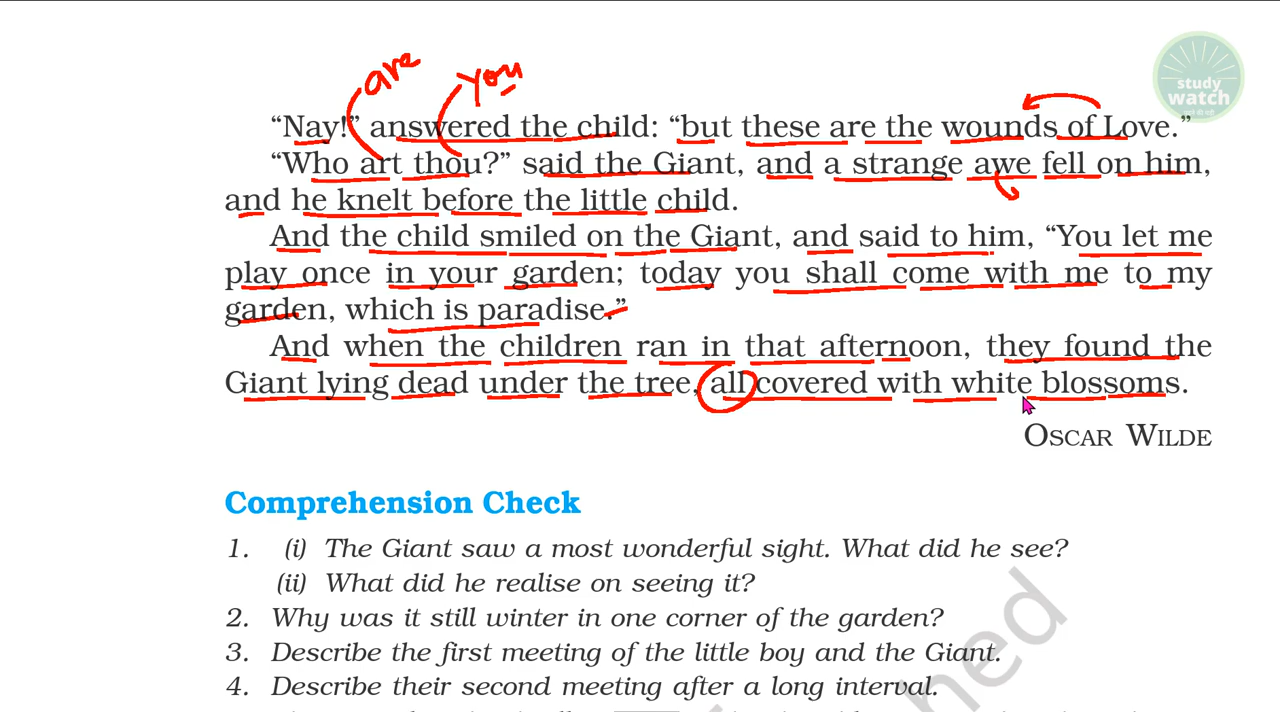 are you
study
watch
“Nay!” answered the child: “but these are the wounds of Love.”
“Who art thou?” said the Giant, and a strange awe fell on him,
and he knelt before the little child.
And the child smiled on the Giant, and said to him, “You let me
play once in your garden; today you shall come with me to my
garden, which is paradise.”
And when the children ran in that afternoon, they found the
Giant lying dead under the tree, all covered with white blossoms.
OSCAR WILDE
Comprehension Check
1. (i) The Giant saw a most wonderful sight. What did he see?
(ii) What did he realise on seeing it?
2. Why was it still winter in one corner of the garden?
3. Describe the first meeting of the little boy and the Giant.
4. Describe their second meeting after a long interval.